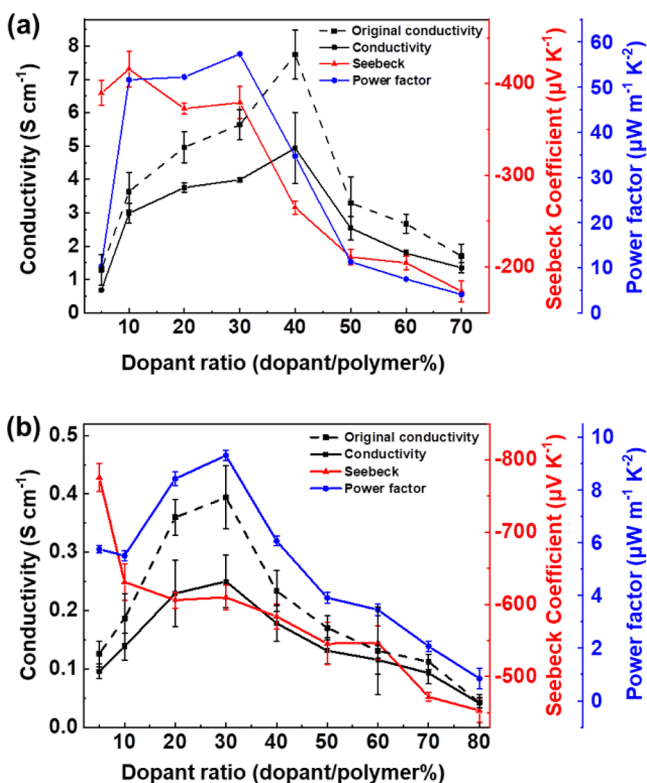 (a)
Original conductivity
Conductivity
Seebeck
Power factor
Conductivity (S cm⁻¹)
8
7
6
5
4
3
2
1
0
10 20 30 40 50 60 70
Dopant ratio (dopant/polymer%)
-400
-300
-200
Seebeck Coefficient (µV K⁻¹)
60
50
40
30
20
10
0
Power factor (µW m⁻¹ K⁻²)
(b)
Original conductivity
Conductivity
Seebeck
Power factor
Conductivity (S cm⁻¹)
0.5
0.4
0.3
0.2
0.1
0.0
10 20 30 40 50 60 70 80
Dopant ratio (dopant/polymer%)
-800
-700
-600
-500
Seebeck Coefficient (µV K⁻¹)
10
8
6
4
2
0
Power factor (µW m⁻¹ K⁻²)